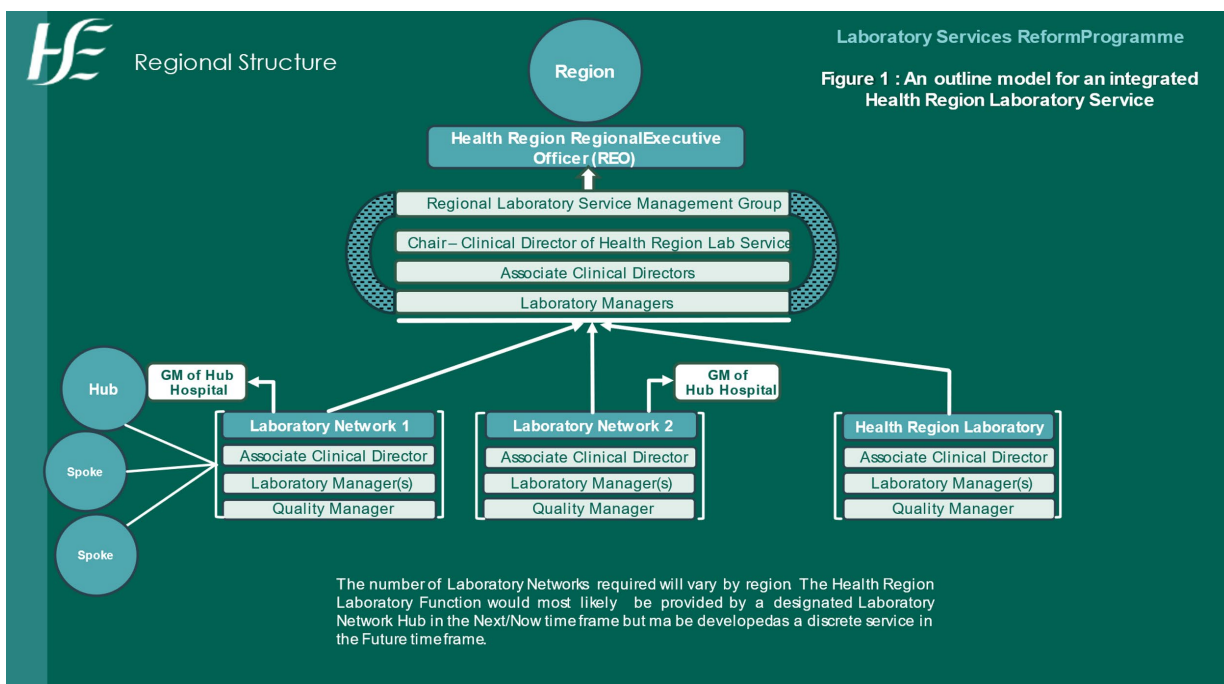 HSE
Regional Structure
Laboratory Services ReformProgramme
Figure 1 : An outline model for an integrated
Health Region Laboratory Service
Region
Health Region RegionalExecutive
Officer (REO)
Regional Laboratory Service Management Group
Chair – Clinical Director of Health Region Lab Service
Associate Clinical Directors
Laboratory Managers
Hub
GM of Hub
Hospital
GM of
Hub Hospital
Spoke
Spoke
Laboratory Network 1
Associate Clinical Director
Laboratory Manager(s)
Quality Manager
Laboratory Network 2
Associate Clinical Director
Laboratory Manager(s)
Quality Manager
Health Region Laboratory
Associate Clinical Director
Laboratory Manager(s)
Quality Manager
The number of Laboratory Networks required will vary by region. The Health Region
Laboratory Function would most likely be provided by a designated Laboratory
Network Hub in the Next/Now time frame but ma be developedas a discrete service in
the Future timeframe.